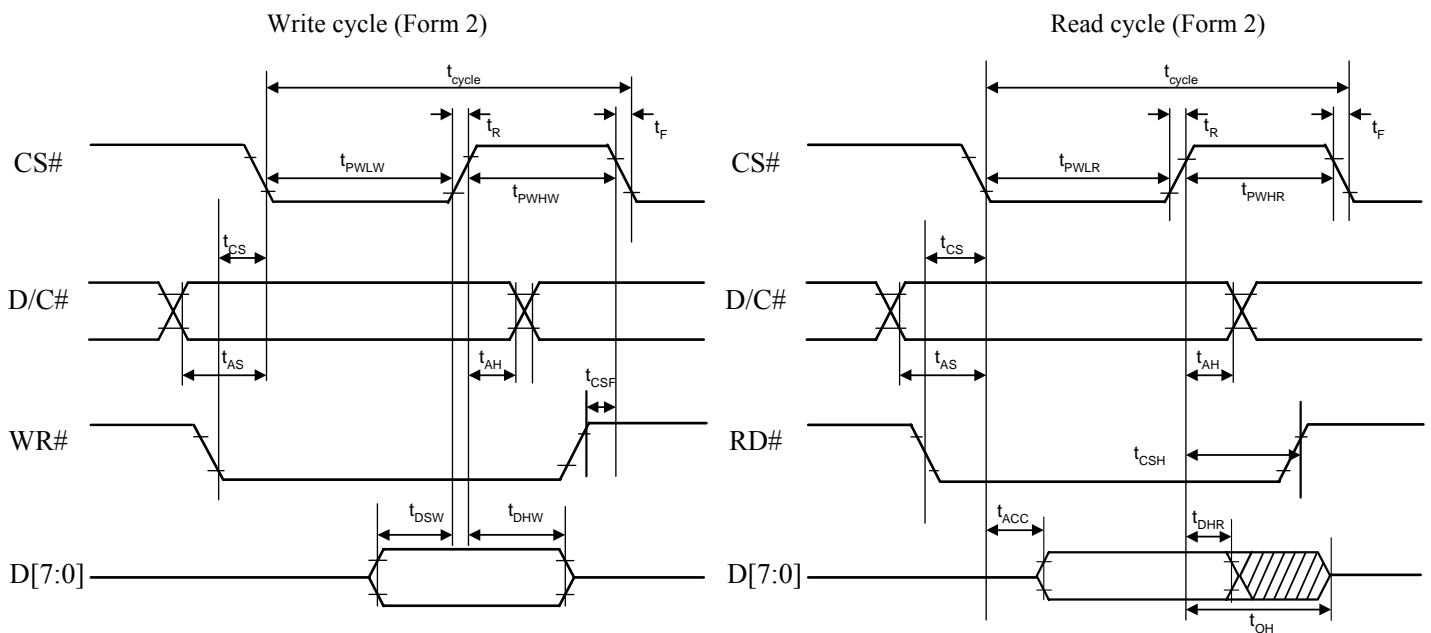 Write cycle (Form 2)
tcycle
tR
tF
CS#
tPWLW
tPWHW
tCS
D/C#
tAS
tAH
tCSF
WR#
tDSW
tDHW
D[7:0]
Read cycle (Form 2)
tcycle
tR
tF
CS#
tPWLR
tPWHR
tCS
D/C#
tAS
tAH
RD#
tCSH
tACC
tDHR
D[7:0]
tOH